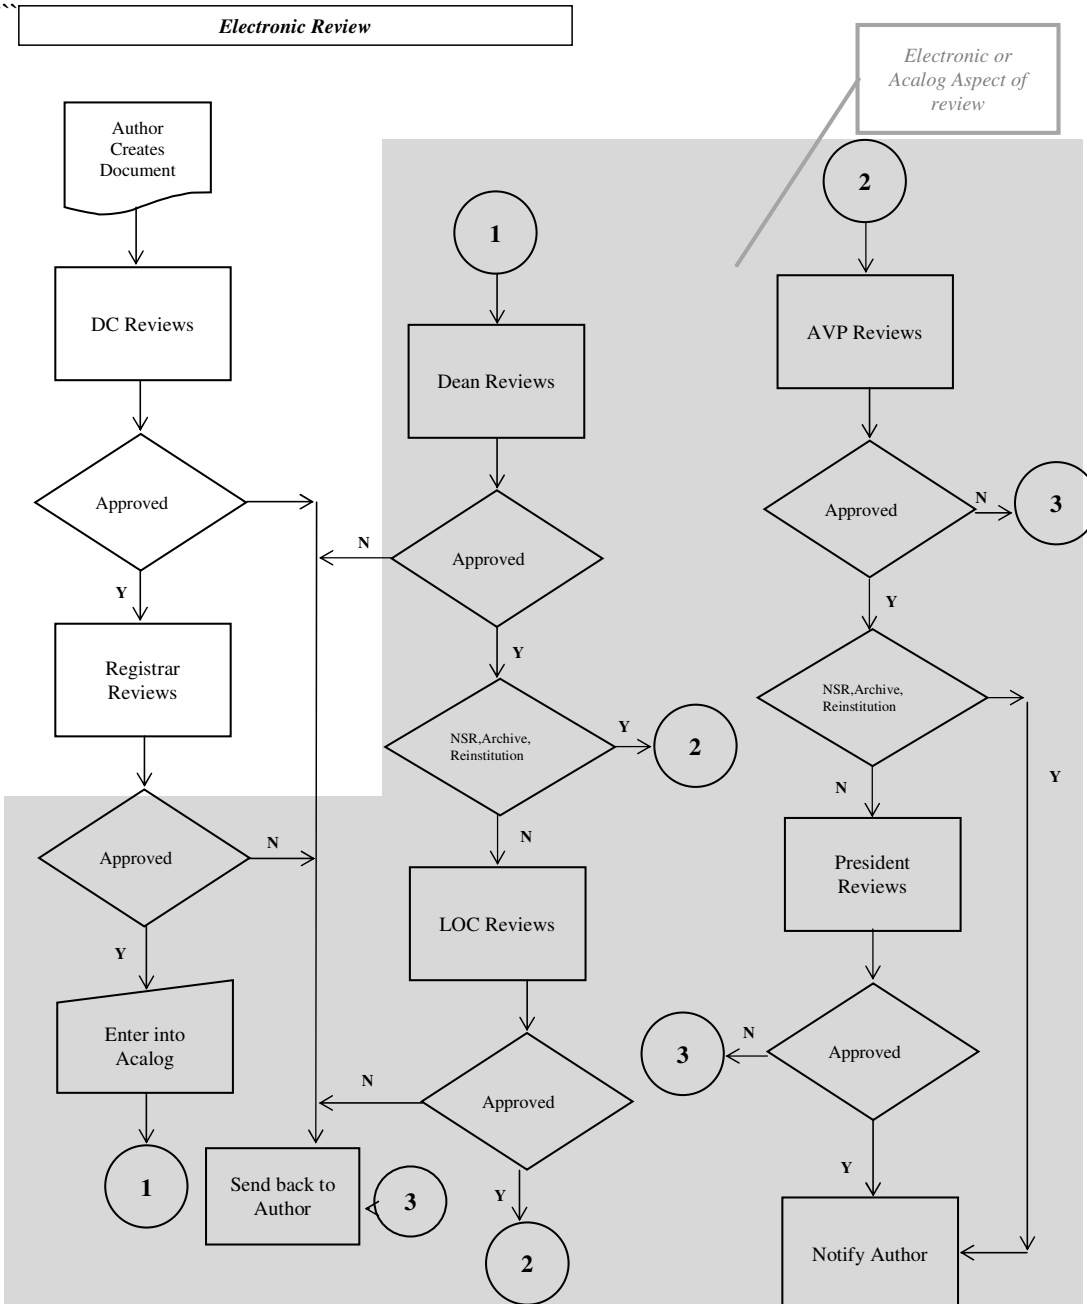 ``
Electronic Review
Electronic or
Acalog Aspect of
review
Author
Creates
Document
DC Reviews
Approved
Y
Registrar
Reviews
Approved
N
Y
Enter into
Acalog
1
Send back to
Author
3
1
Dean Reviews
Approved
N
Y
NSR,Archive,
Reinstitution
Y
2
N
LOC Reviews
Approved
N
Y
2
2
AVP Reviews
Approved
N
3
Y
NSR,Archive,
Reinstitution
Y
N
President
Reviews
Approved
N
3
Y
Notify Author